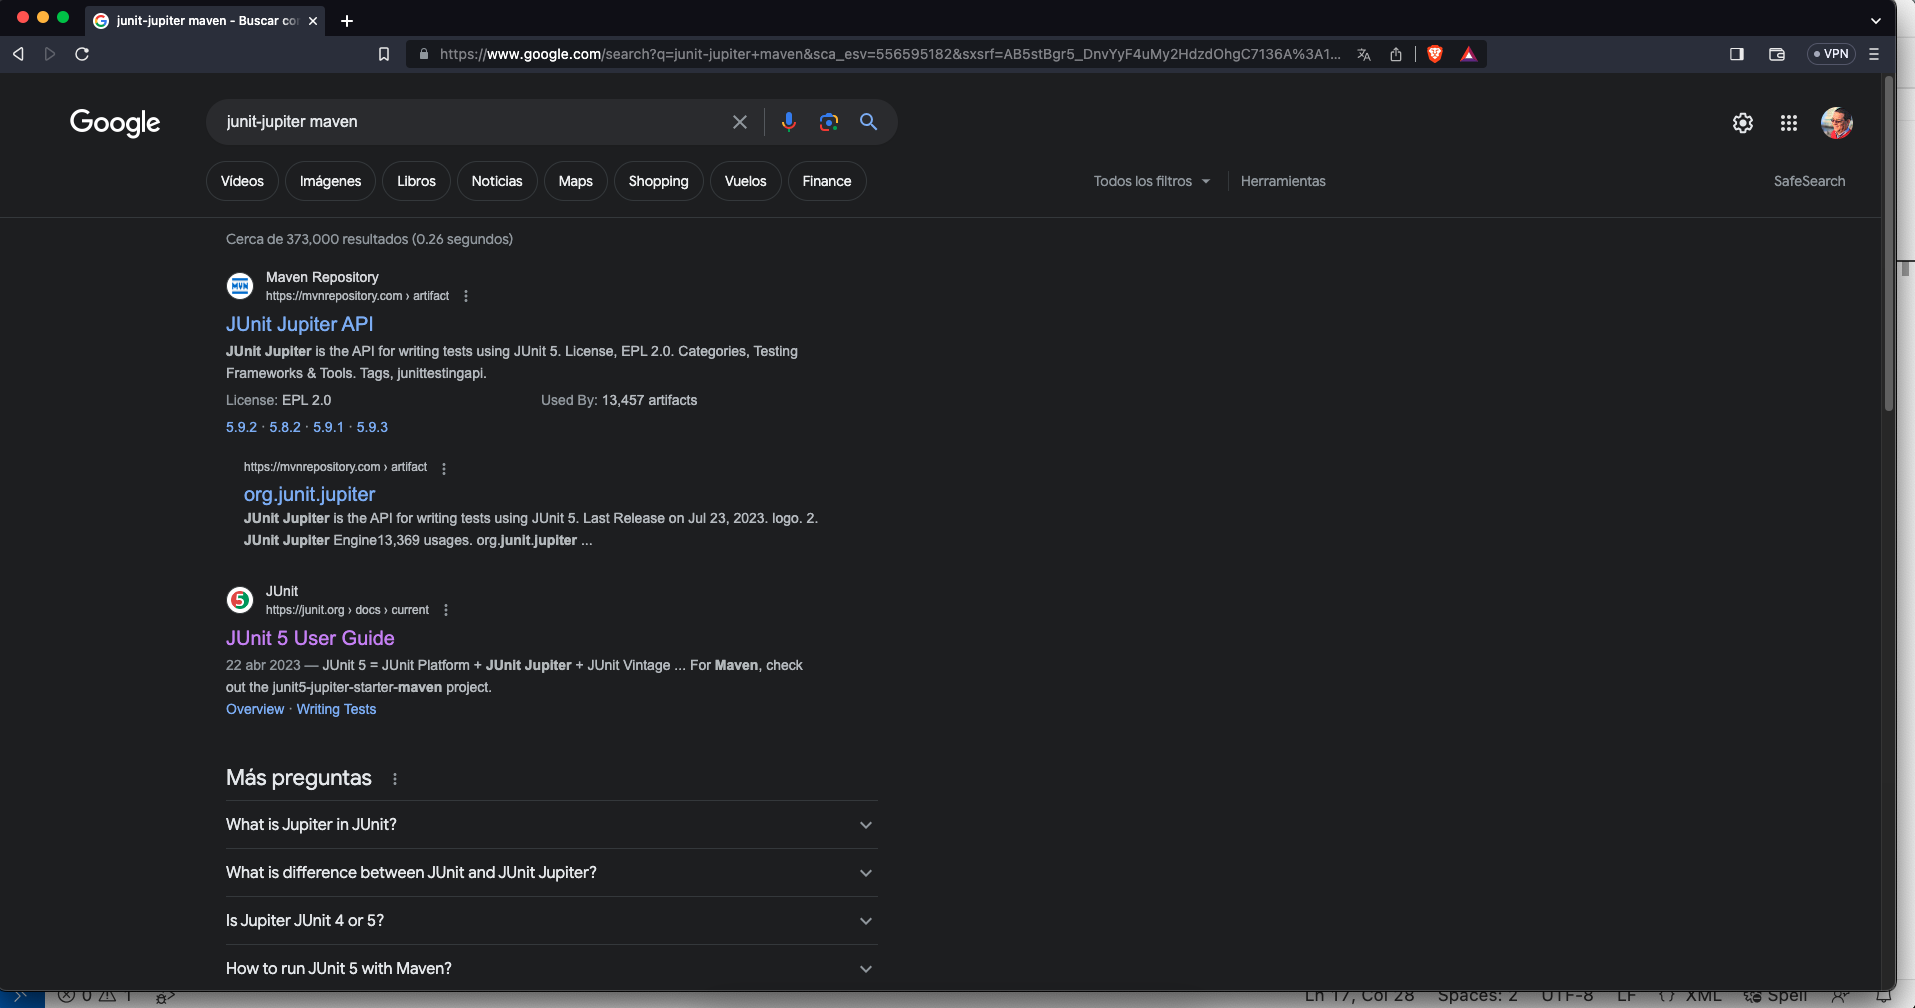 junit-jupiter maven - Buscar con
https://www.google.com/search?q=junit-jupiter+maven&sca_esv=556595182&sxsrf=AB5stBgr5_DnvYyF4uMy2HdzdOhgC7136A%3A1...
VPN
Google
junit-jupiter maven
Vídeos
Imágenes
Libros
Noticias
Maps
Shopping
Vuelos
Finance
Todos los filtros
Herramientas
SafeSearch
Cerca de 373,000 resultados (0.26 segundos)
MVN
Maven Repository
https://mvnrepository.com › artifact
JUnit Jupiter API
JUnit Jupiter is the API for writing tests using JUnit 5. License, EPL 2.0. Categories, Testing
Frameworks & Tools. Tags, junittestingapi.
License: EPL 2.0
Used By: 13,457 artifacts
5.9.2 · 5.8.2 · 5.9.1 · 5.9.3
https://mvnrepository.com › artifact
org.junit.jupiter
JUnit Jupiter is the API for writing tests using JUnit 5. Last Release on Jul 23, 2023. logo. 2.
JUnit Jupiter Engine13,369 usages. org.junit.jupiter ...
5
JUnit
https://junit.org › docs › current
JUnit 5 User Guide
22 abr 2023 — JUnit 5 = JUnit Platform + JUnit Jupiter + JUnit Vintage ... For Maven, check
out the junit5-jupiter-starter-maven project.
Overview · Writing Tests
Más preguntas
What is Jupiter in JUnit?
What is difference between JUnit and JUnit Jupiter?
Is Jupiter JUnit 4 or 5?
How to run JUnit 5 with Maven?
0 1 Ln 17, Col 28 Spaces: 2 UTF-8 LF {} XML Spell